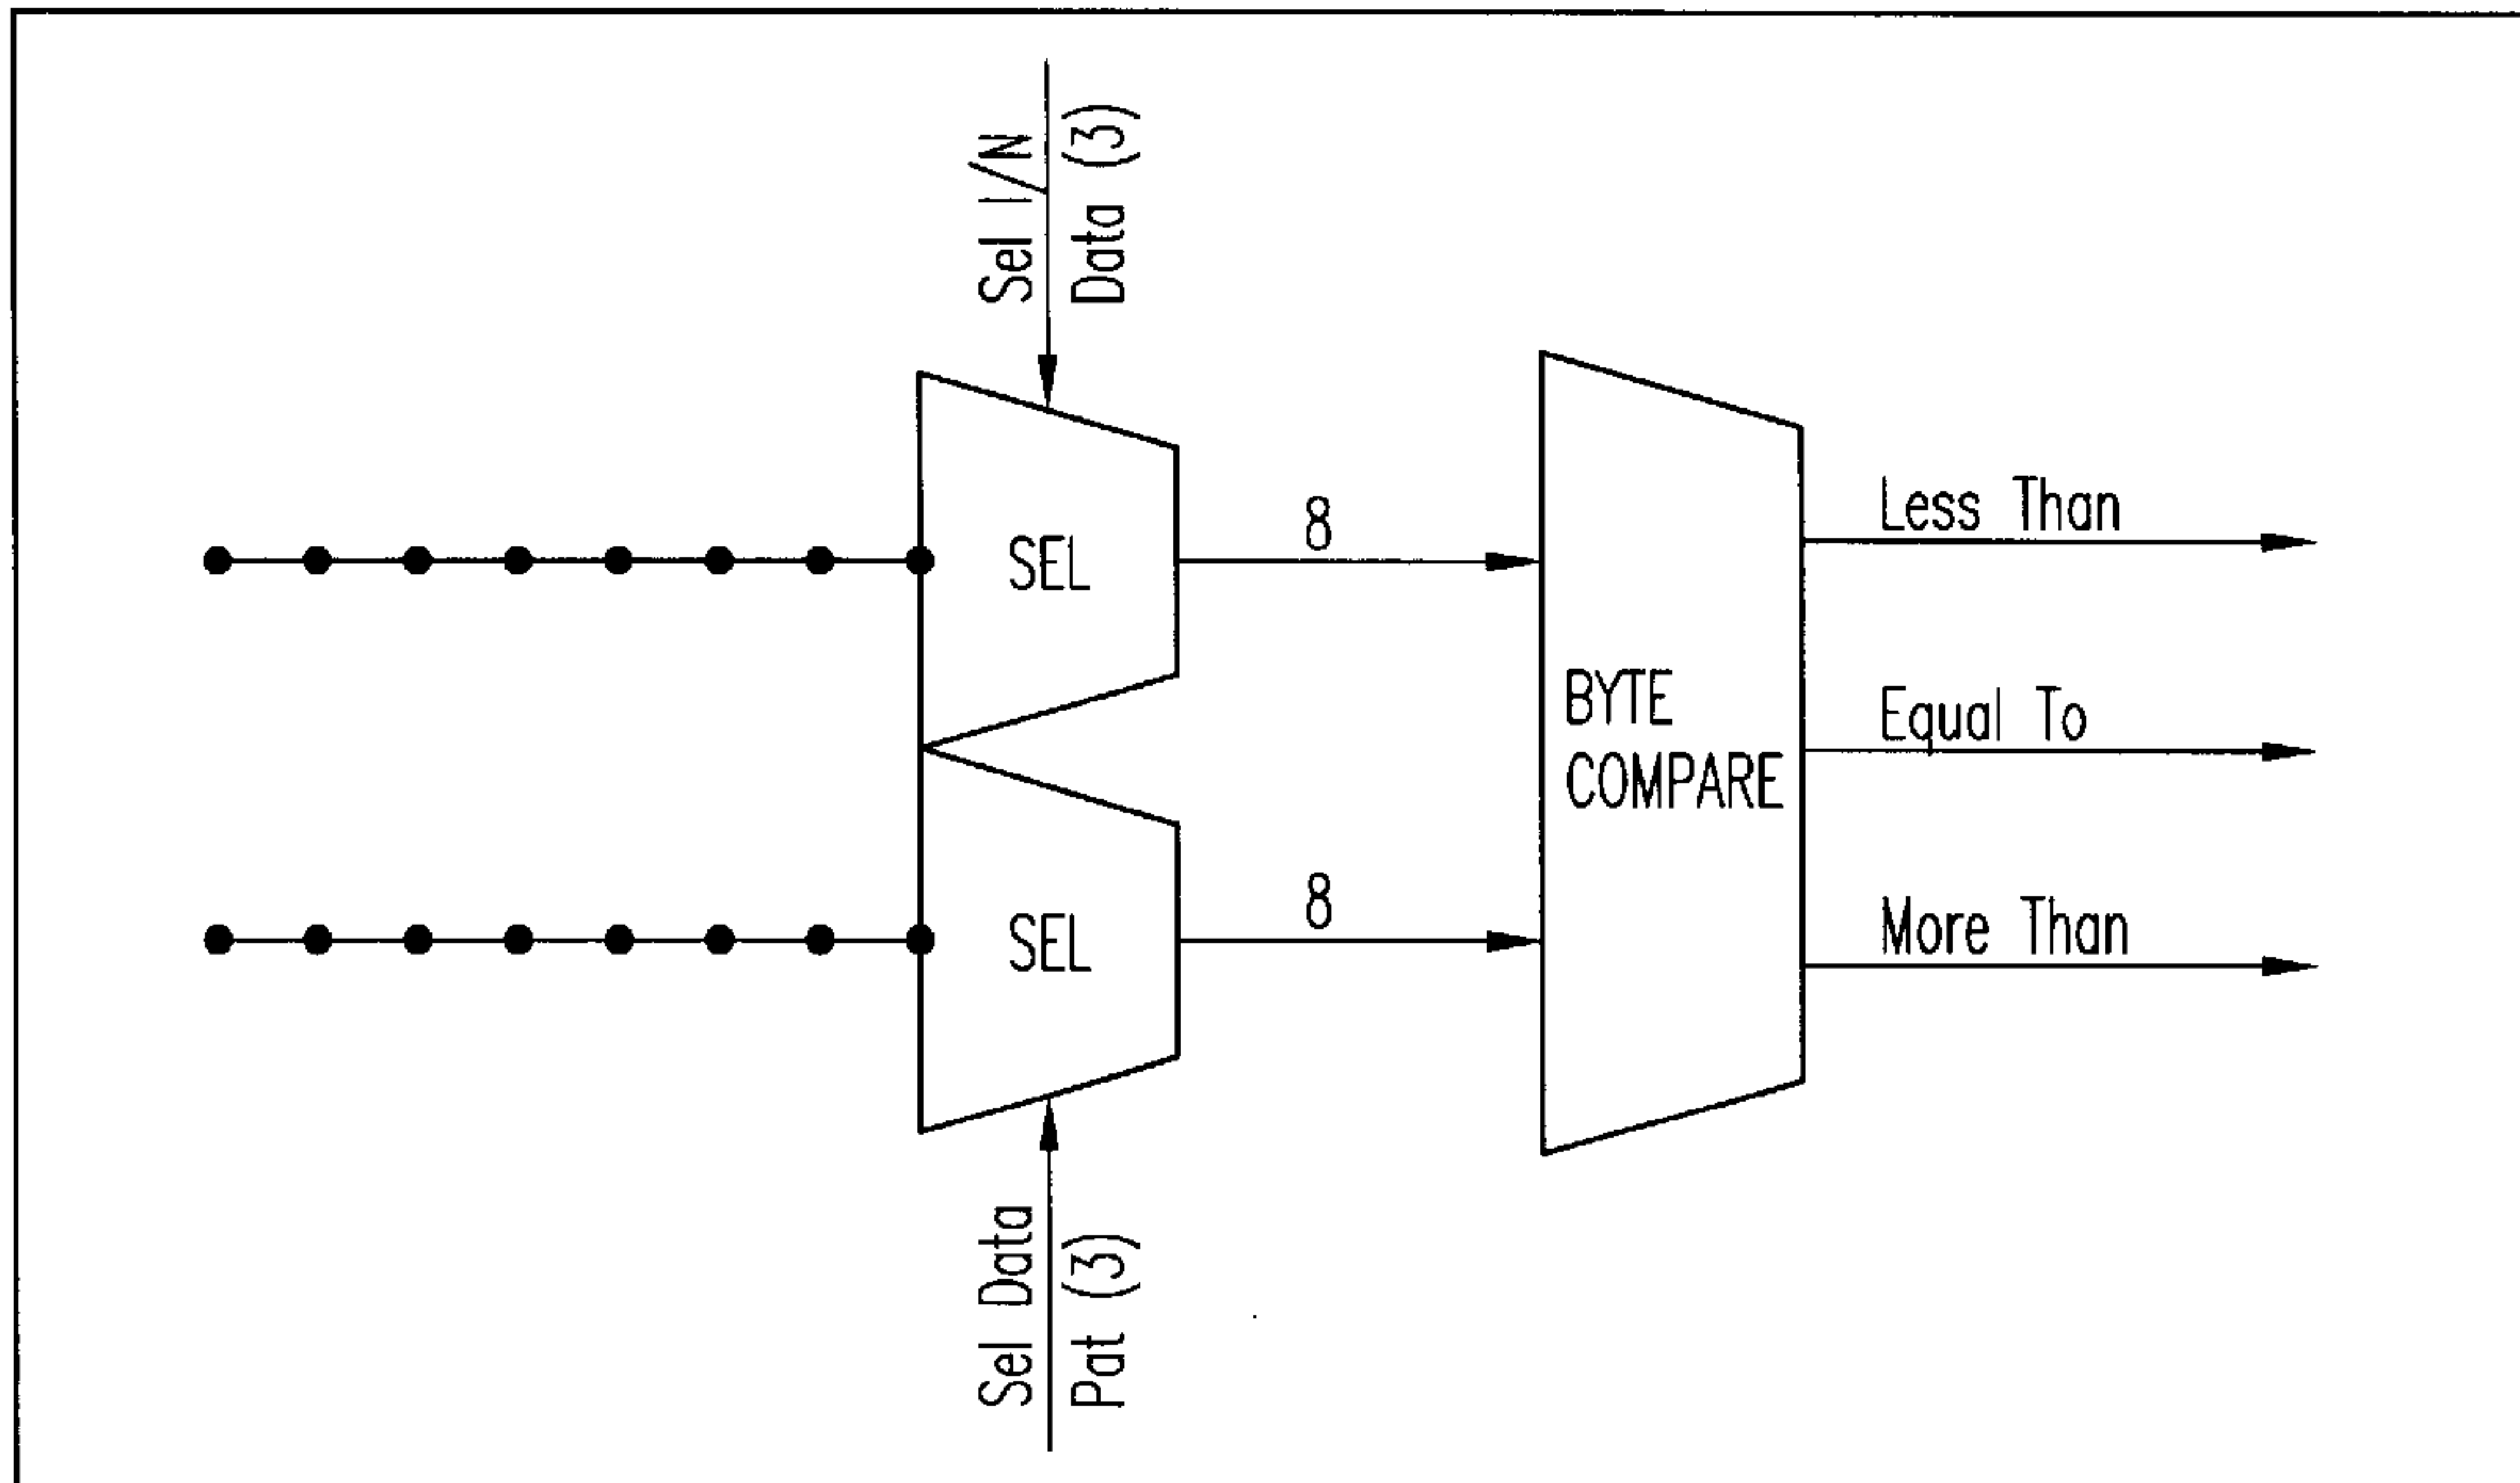 Sel I/N
Data (3)
SEL
8
Less Than
BYTE
COMPARE
Equal To
SEL
8
More Than
Sel Data
Pat (3)